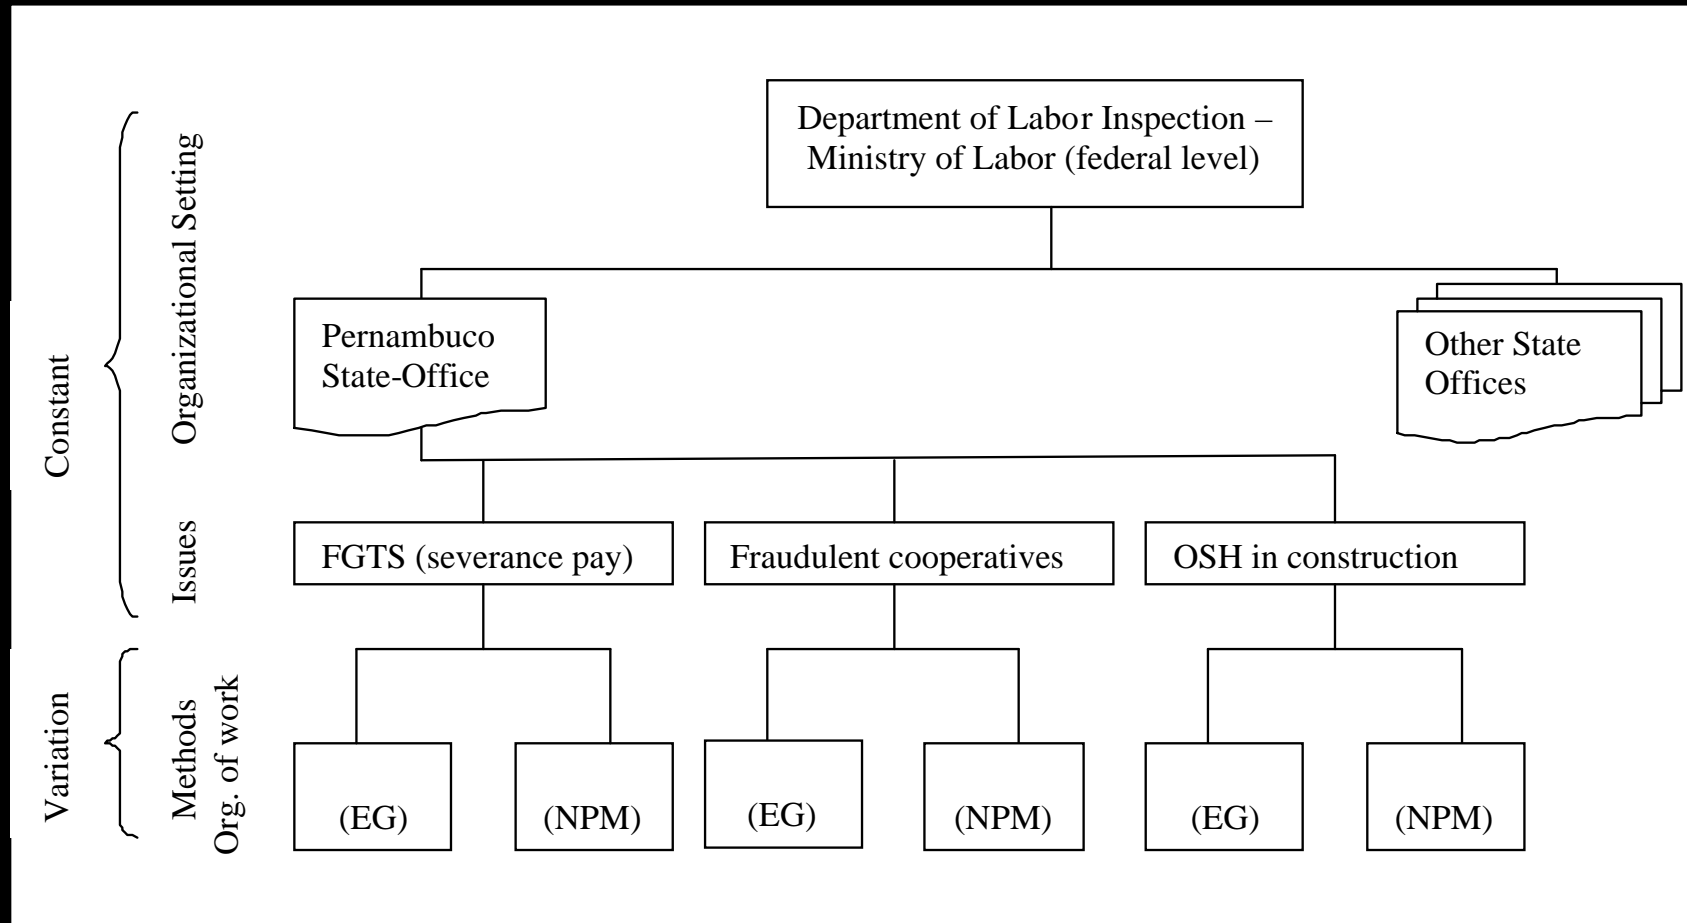 Department of Labor Inspection –
Ministry of Labor (federal level)
Constant
Organizational Setting
Pernambuco
State-Office
Other State
Offices
Issues
FGTS (severance pay)
Fraudulent cooperatives
OSH in construction
Variation
Methods
Org. of work
(EG)
(NPM)
(EG)
(NPM)
(EG)
(NPM)